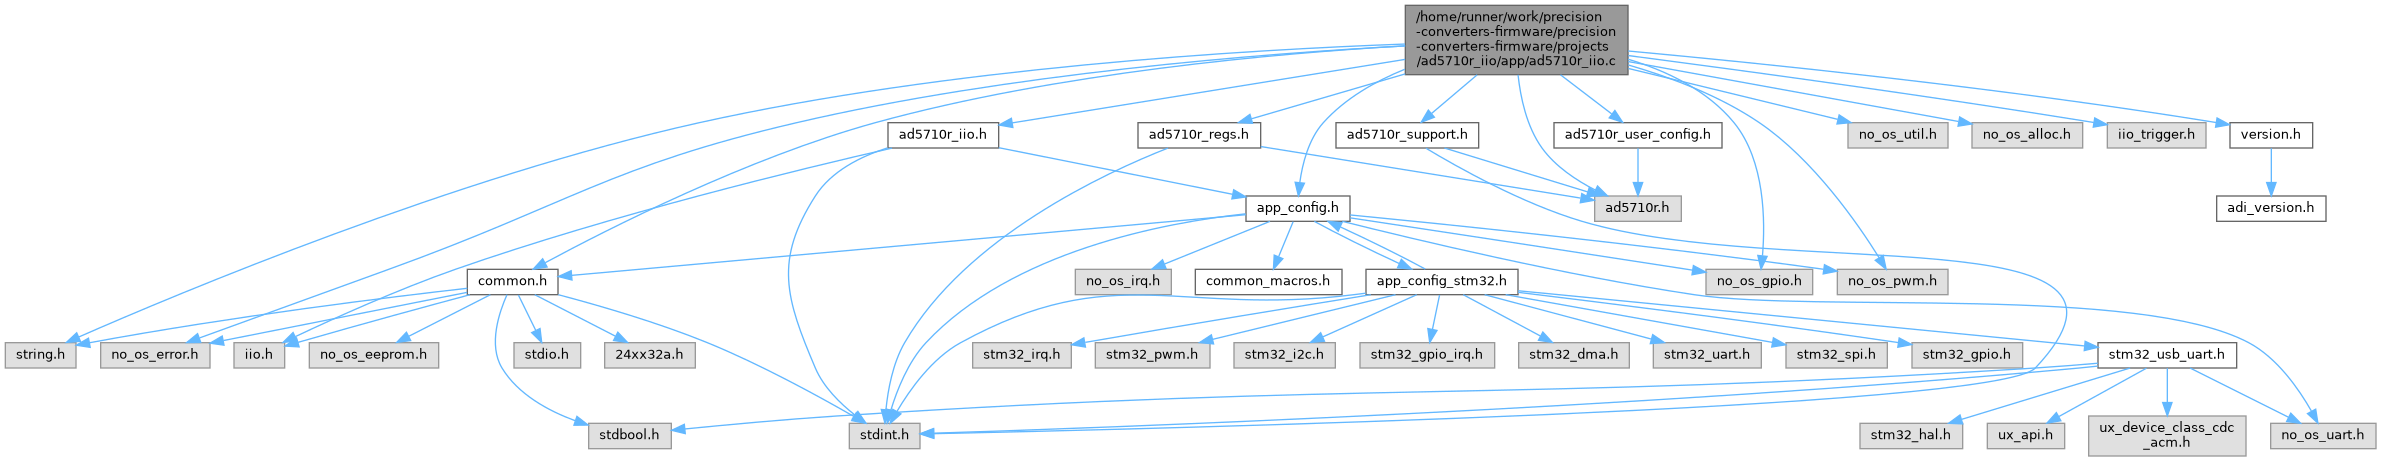 /home/runner/work/precision
-converters-firmware/precision
-converters-firmware/projects
/ad5710r_iio/app/ad5710r_iio.c
ad5710r_iio.h
ad5710r_regs.h
ad5710r_support.h
ad5710r_user_config.h
no_os_util.h
no_os_alloc.h
iio_trigger.h
version.h
app_config.h
ad5710r.h
adi_version.h
common.h
no_os_irq.h
common_macros.h
app_config_stm32.h
no_os_gpio.h
no_os_pwm.h
string.h
no_os_error.h
iio.h
no_os_eeprom.h
stdio.h
24xx32a.h
stm32_irq.h
stm32_pwm.h
stm32_i2c.h
stm32_gpio_irq.h
stm32_dma.h
stm32_uart.h
stm32_spi.h
stm32_gpio.h
stm32_usb_uart.h
stdbool.h
stdint.h
stm32_hal.h
ux_api.h
ux_device_class_cdc
_acm.h
no_os_uart.h